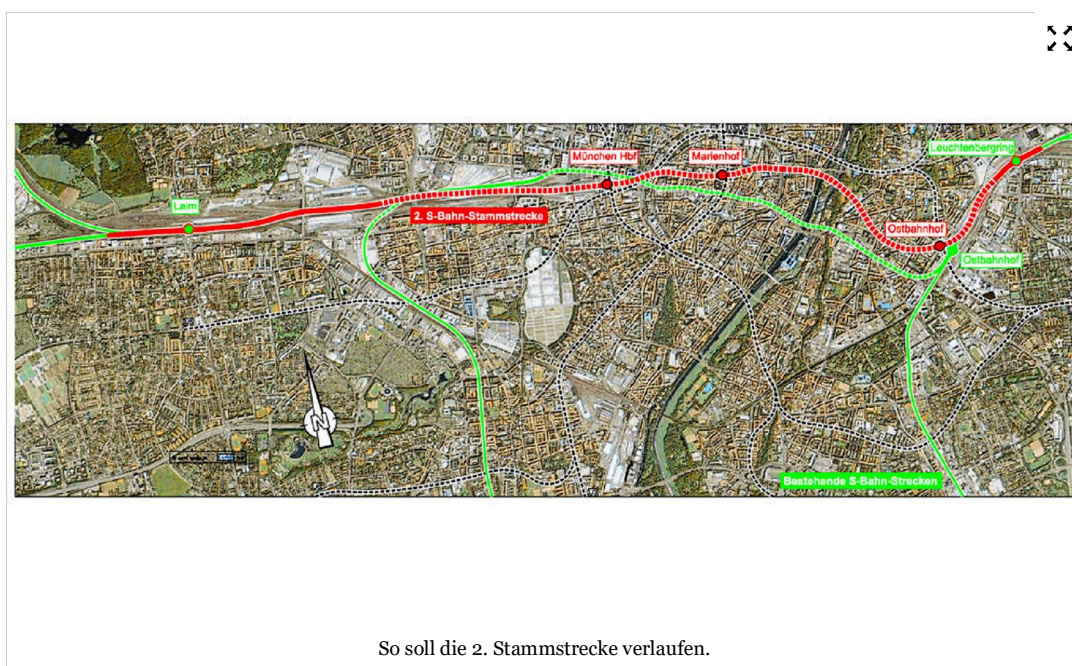 München Hbf
Marienhof
Leuchtenbergring
Laim
2. S-Bahn-Stammstrecke
Ostbahnhof
Ostbahnhof
N
Bestehende S-Bahn-Strecken
So soll die 2. Stammstrecke verlaufen.